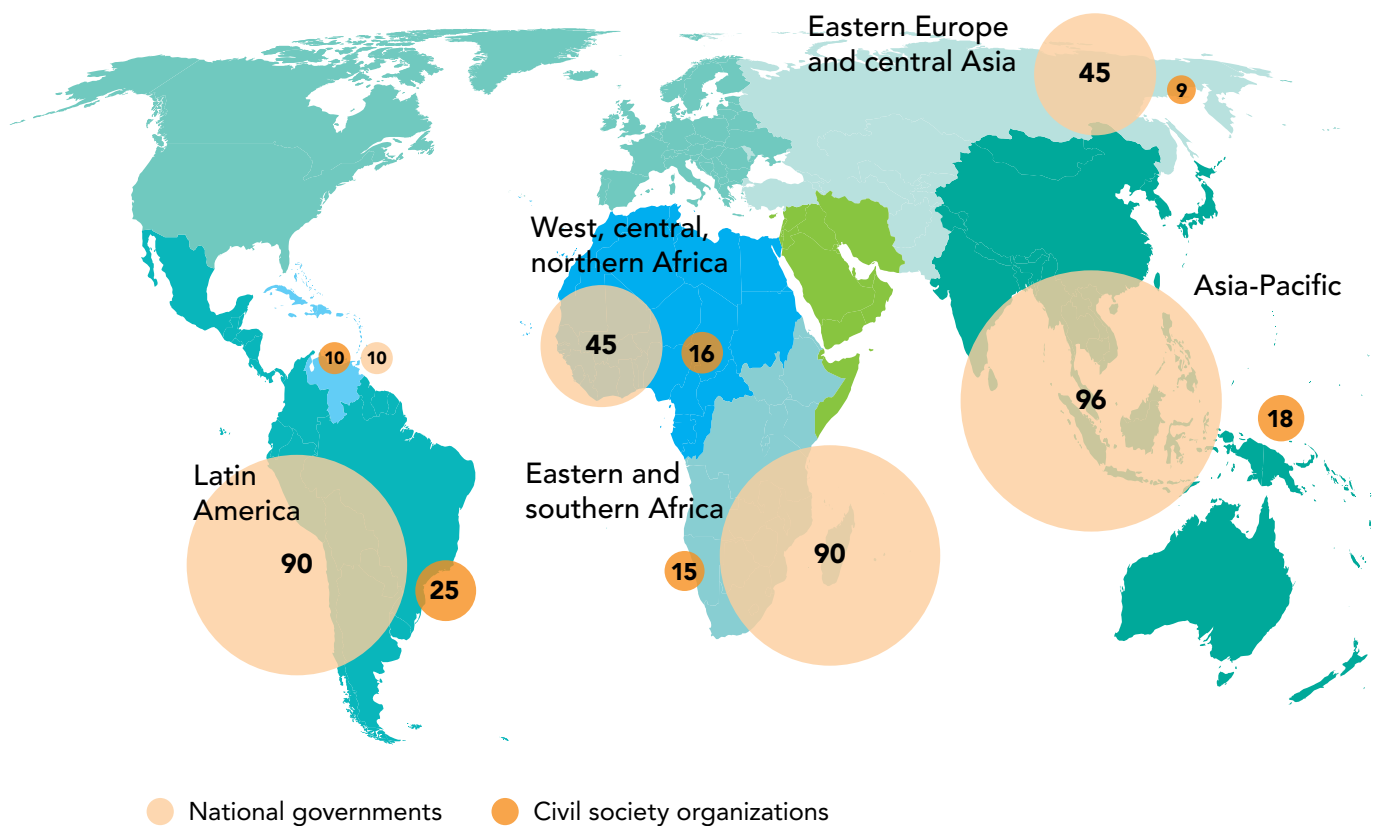 Eastern Europe
and central Asia
45
9
West, central,
northern Africa
45
16
Asia-Pacific
96
18
10
10
Latin
America
90
25
Eastern and
southern Africa
15
90
National governments
Civil society organizations